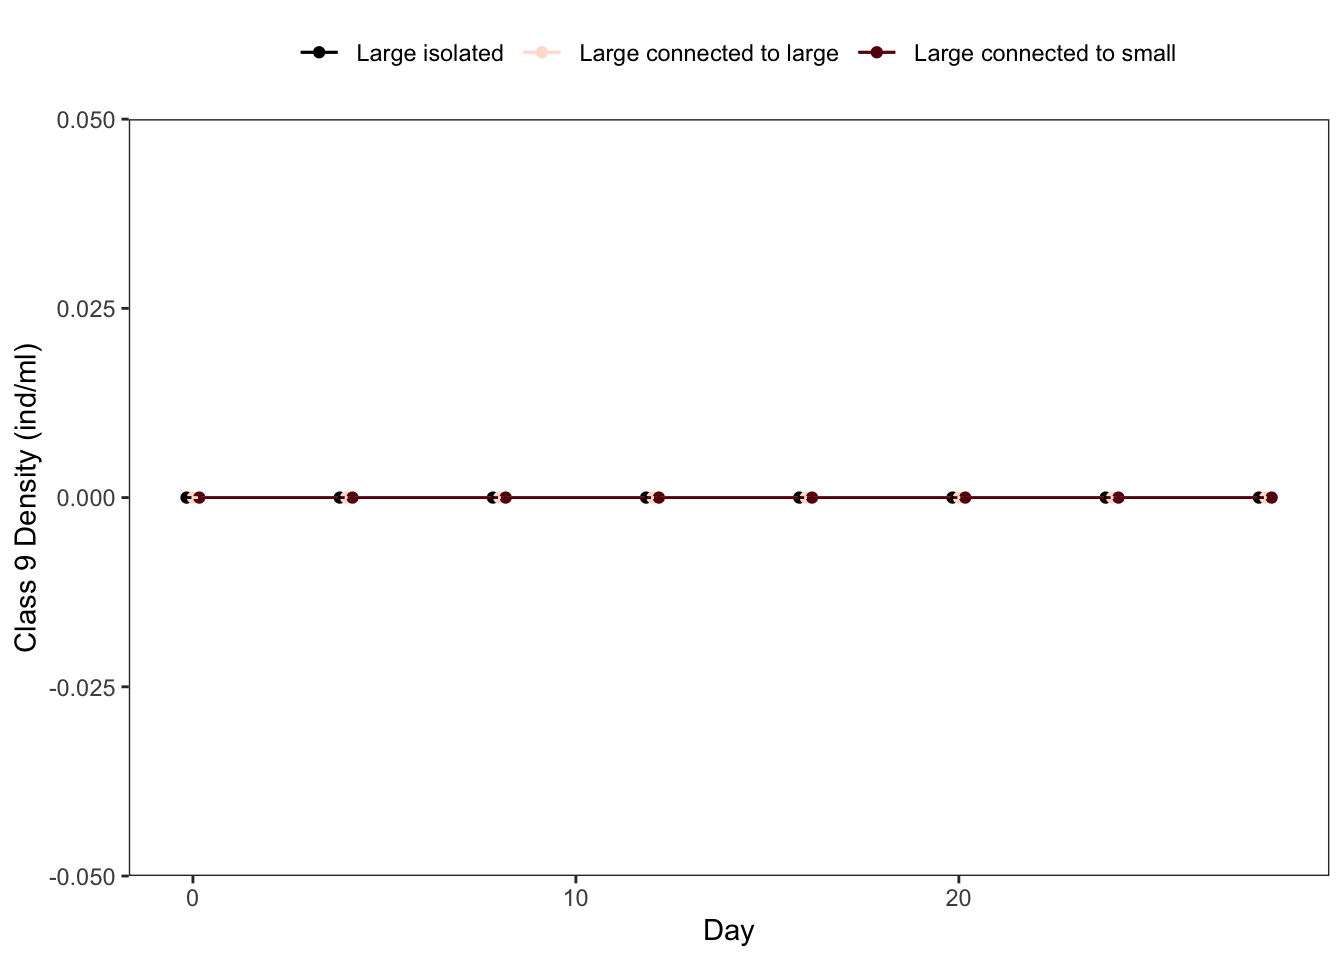 Large isolated Large connected to large Large connected to small
0.050
0.025
0.000
-0.025
-0.050
Class 9 Density (ind/ml)
0 10 20
Day